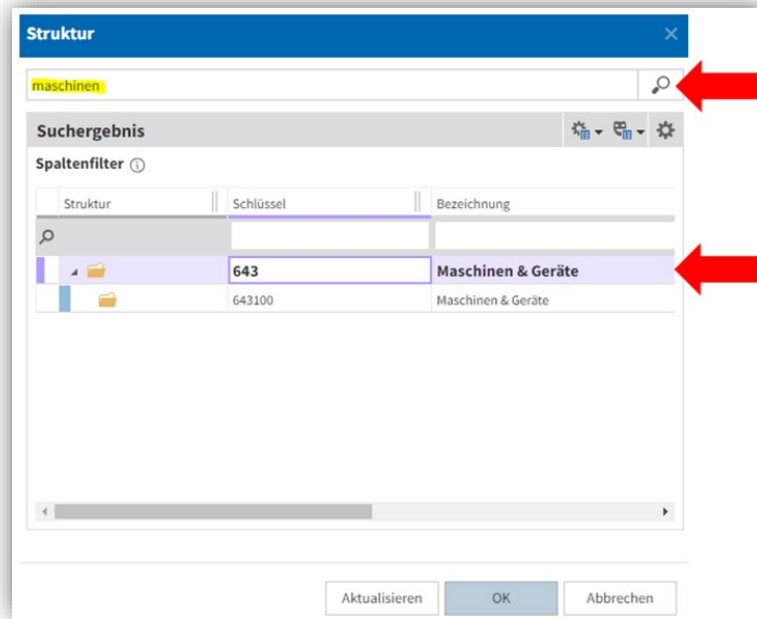 Struktur
maschinen
Suchergebnis
Spaltenfilter
Struktur Schlüssel Bezeichnung
643 Maschinen & Geräte
643100 Maschinen & Geräte
Aktualisieren OK Abbrechen